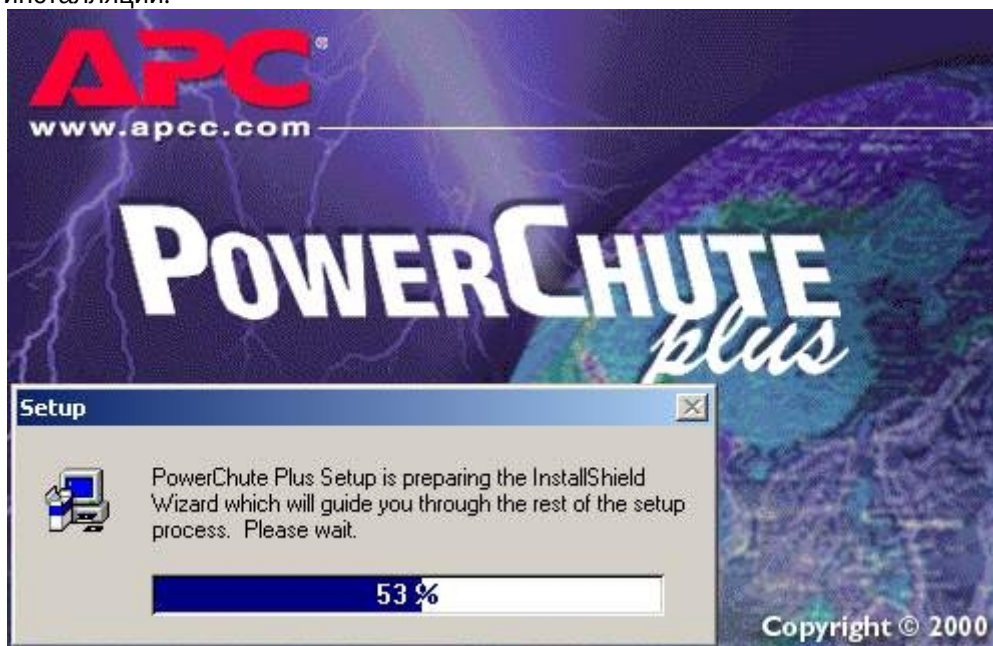 инсталляции.
APC®
www.apcc.com
POWERCHUTE
plus
Setup
PowerChute Plus Setup is preparing the InstallShield
Wizard which will guide you through the rest of the setup
process. Please wait.
53 %
Copyright © 2000